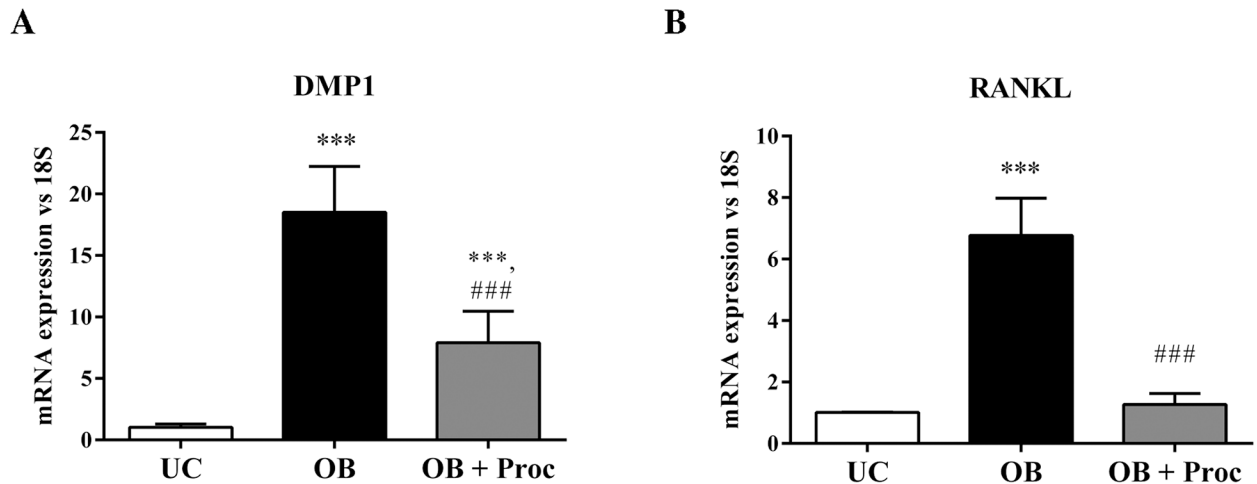 A
DMP1
mRNA expression vs 18S
25
20
15
10
5
0
***
***,
###
UC
OB
OB + Proc
B
RANKL
mRNA expression vs 18S
10
8
6
4
2
0
***
###
UC
OB
OB + Proc